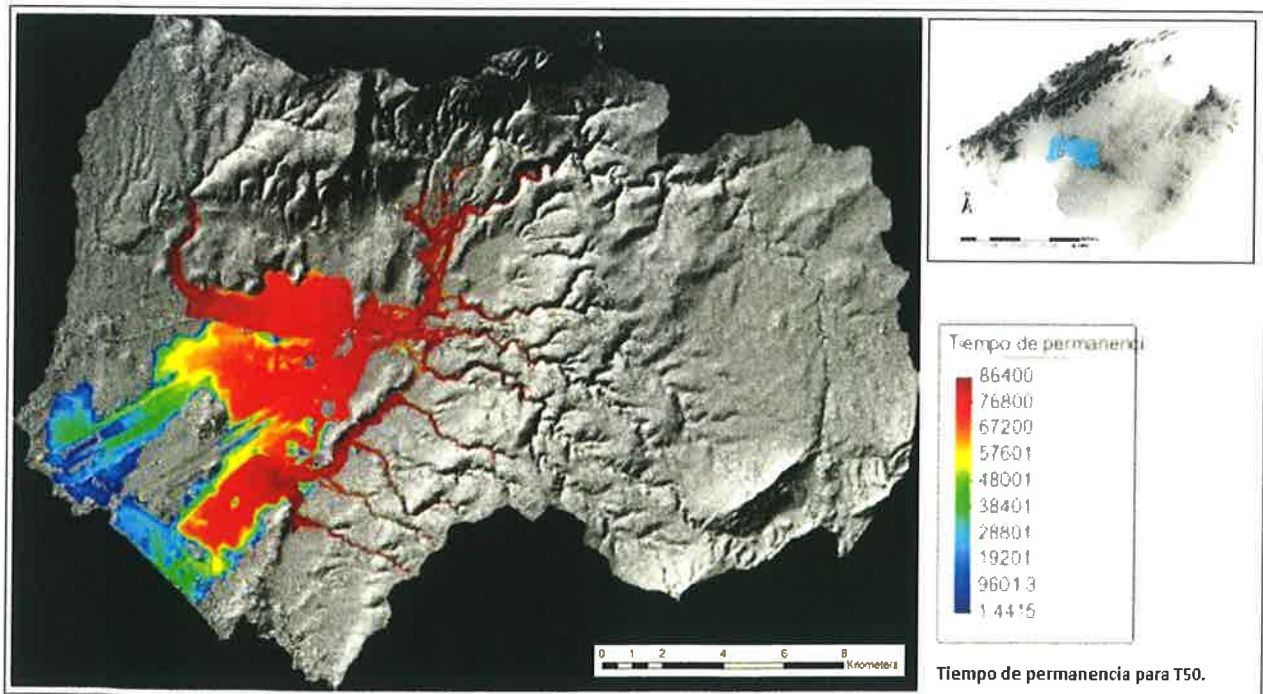 Tiempo de permanenci
86400
76800
67200
57601
48001
38401
28801
19201
9601.3
1.4415
0 1 2 4 6 8
Kilometers
Tiempo de permanencia para T50.